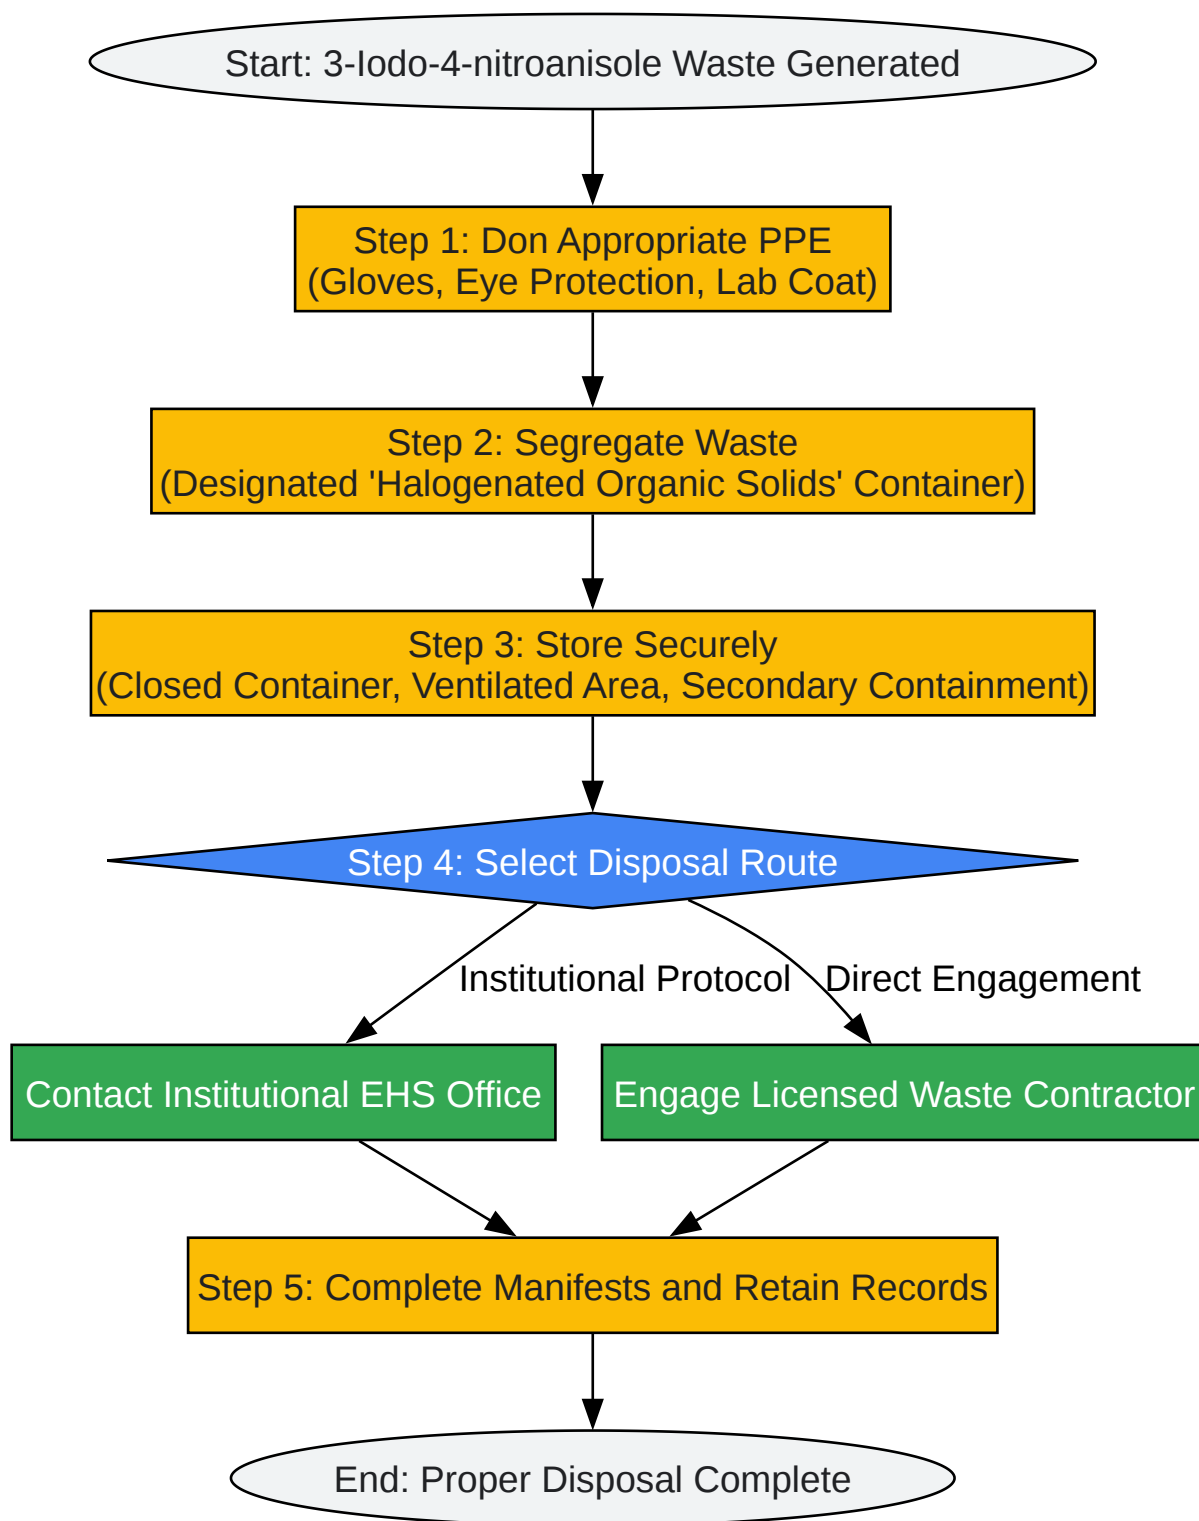 Start: 3-Iodo-4-nitroanisole Waste Generated
Step 1: Don Appropriate PPE
(Gloves, Eye Protection, Lab Coat)
Step 2: Segregate Waste
(Designated 'Halogenated Organic Solids' Container)
Step 3: Store Securely
(Closed Container, Ventilated Area, Secondary Containment)
Step 4: Select Disposal Route
Institutional Protocol
Direct Engagement
Contact Institutional EHS Office
Engage Licensed Waste Contractor
Step 5: Complete Manifests and Retain Records
End: Proper Disposal Complete